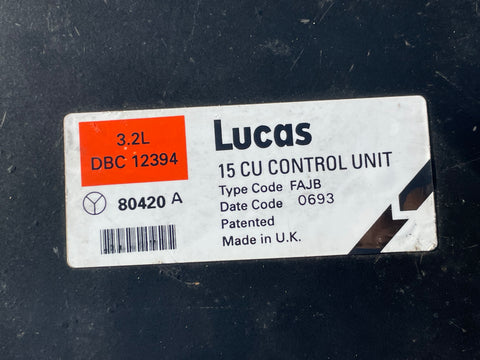 3.2L
DBC 12394
80420 A
Lucas
15 CU CONTROL UNIT
Type Code FAJB
Date Code 0693
Patented
Made in U.K.